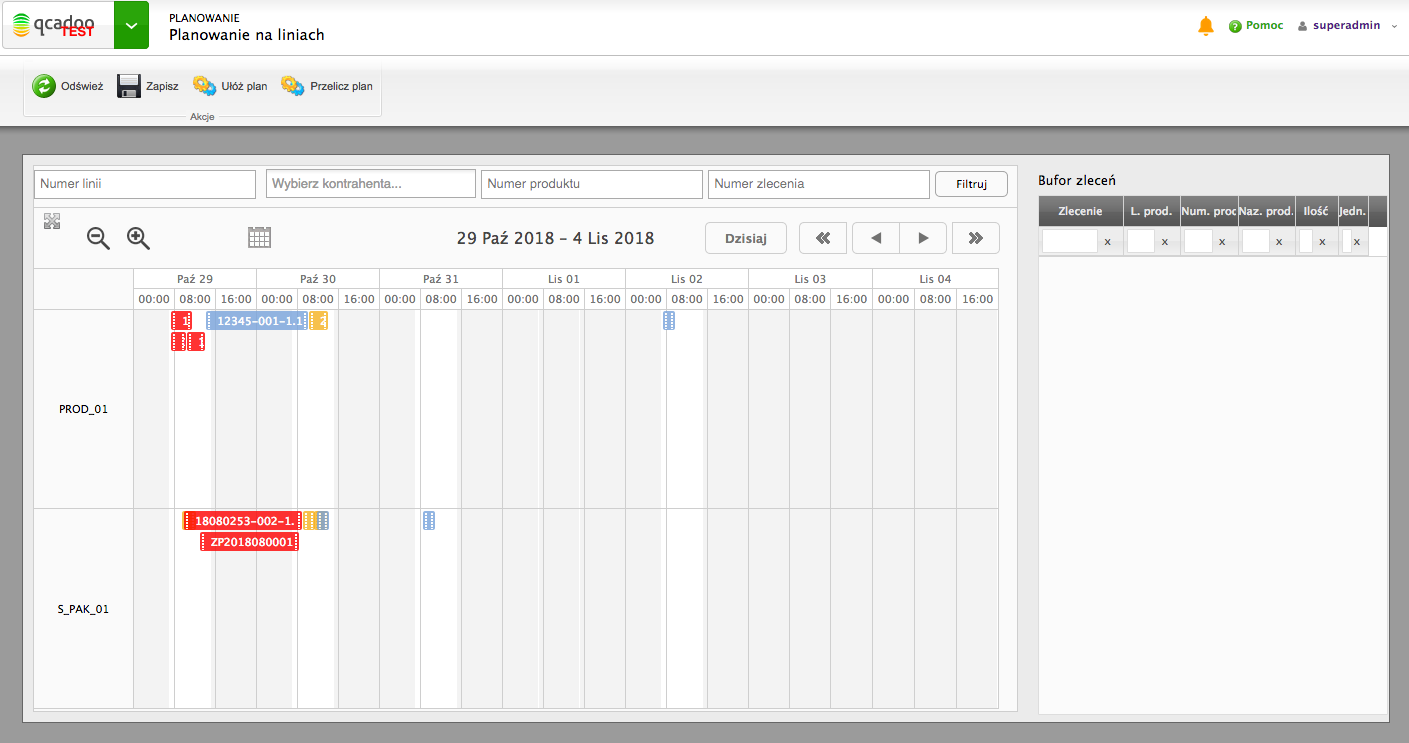 qcadoo
TEST
PLANOWANIE
Planowanie na liniach
Pomoc
superadmin
Odśwież
Zapisz
Ułóż plan
Przelicz plan
Akcje
Numer linii
Wybierz kontrahenta...
Numer produktu
Numer zlecenia
Filtruj
29 Paź 2018 – 4 Lis 2018
Dzisiaj
Paź 29 Paź 30 Paź 31 Lis 01 Lis 02 Lis 03 Lis 04
00:00 08:00 16:00 00:00 08:00 16:00 00:00 08:00 16:00 00:00 08:00 16:00 00:00 08:00 16:00 00:00 08:00 16:00 00:00 08:00 16:00
PROD_01
1 12345-001-1.1 2
1
S_PAK_01
18080253-002-1.
ZP2018080001
Bufor zleceń
Zlecenie L. prod. Num. proc Naz. prod. Ilość Jedn.
x x x x x x